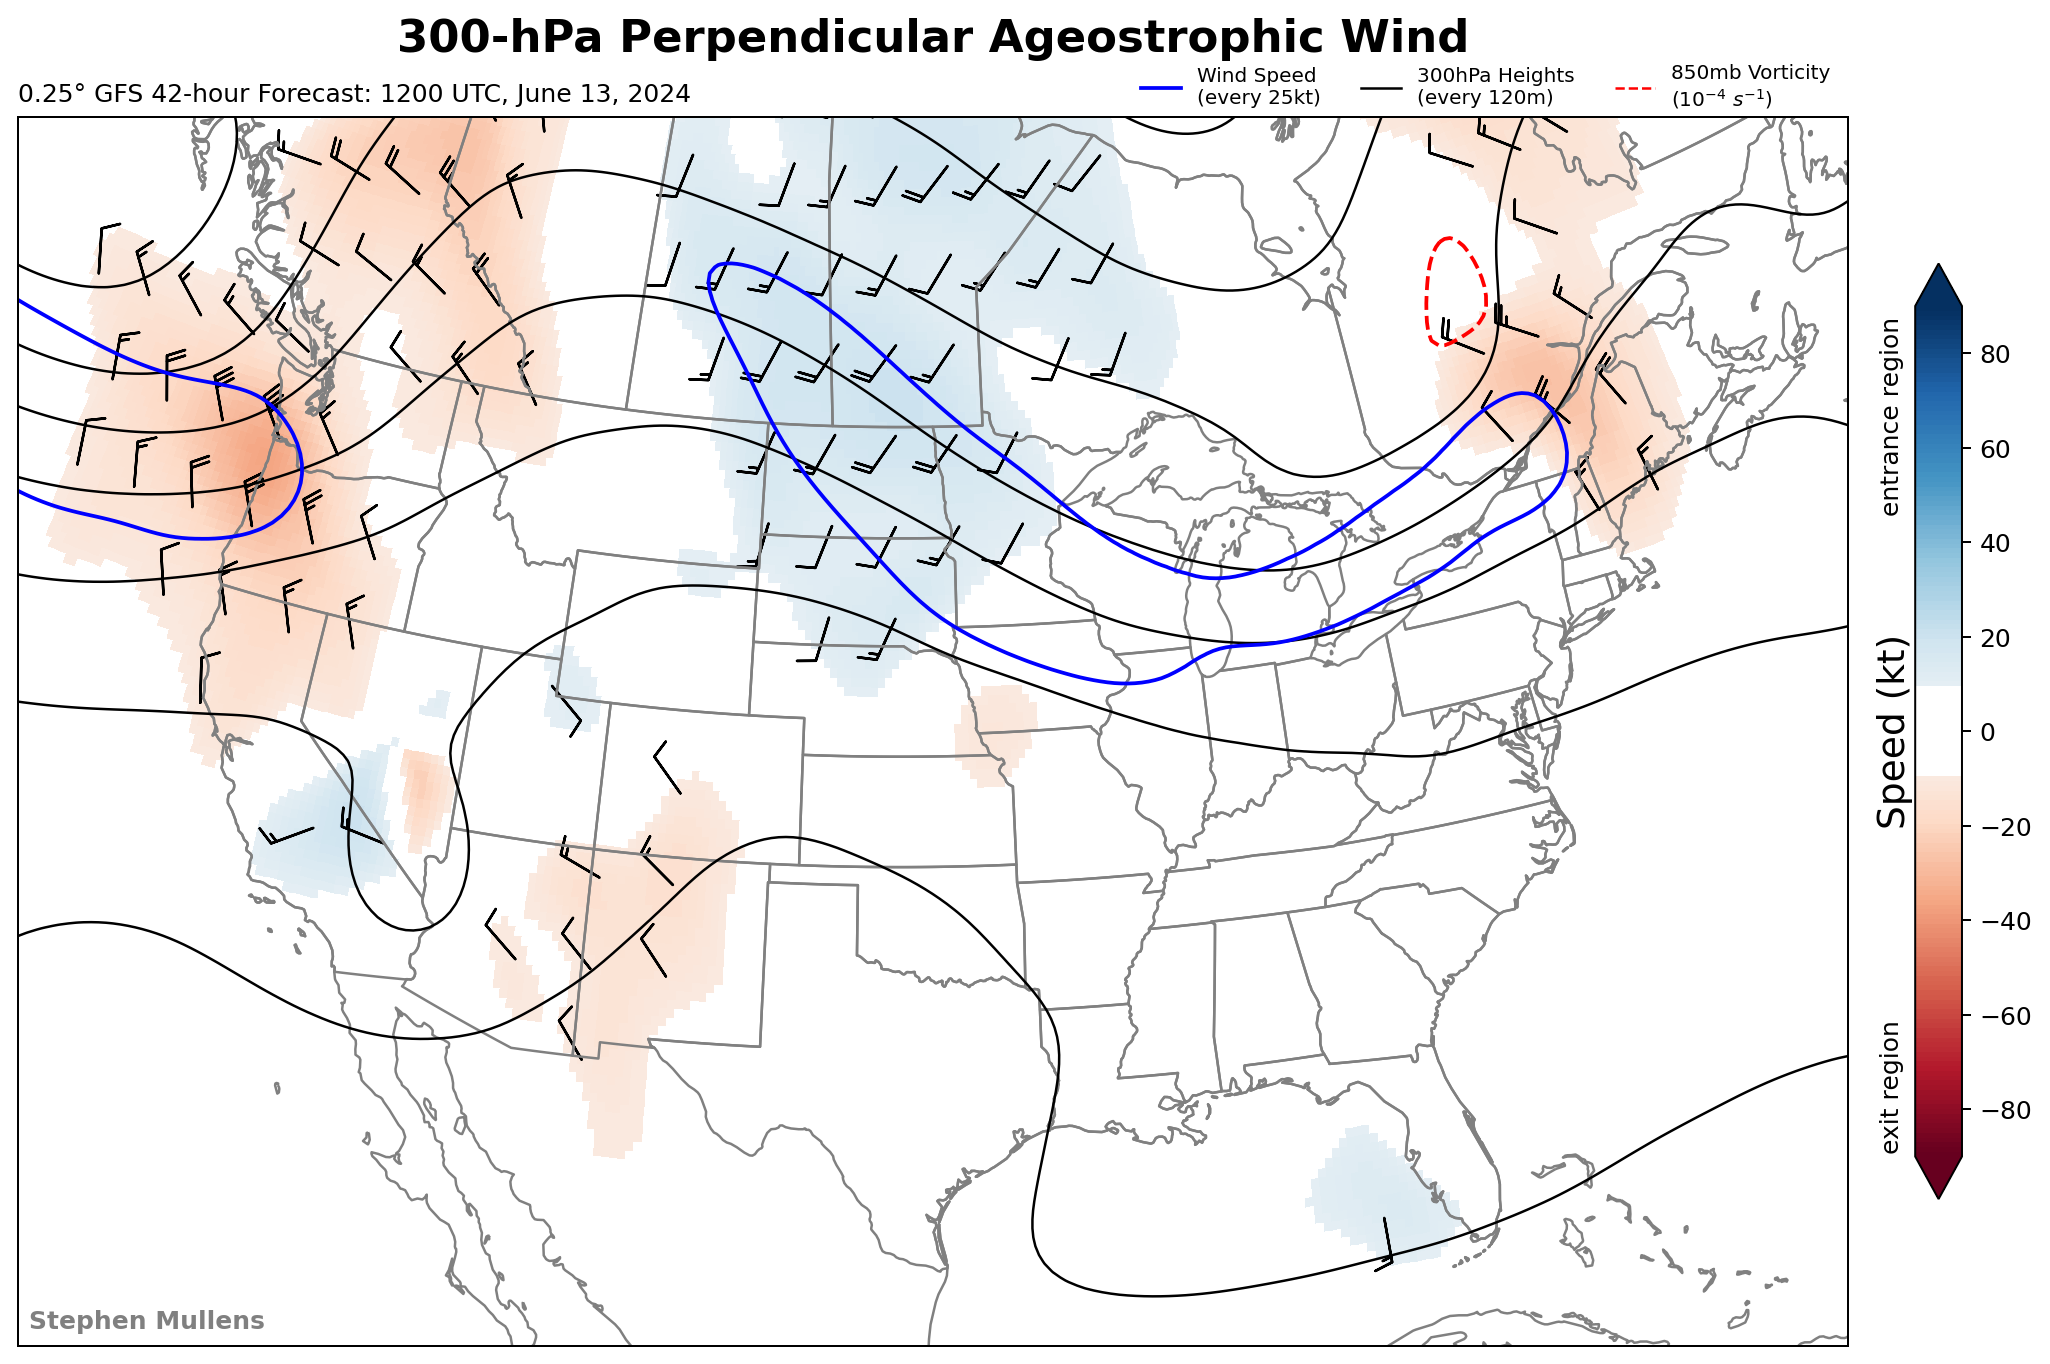 300-hPa Perpendicular Ageostrophic Wind
0.25° GFS 42-hour Forecast: 1200 UTC, June 13, 2024
Wind Speed
(every 25kt)
300hPa Heights
(every 120m)
850mb Vorticity
(10⁻⁴ s⁻¹)
entrance region
Speed (kt)
exit region
80
60
40
20
0
−20
−40
−60
−80
Stephen Mullens